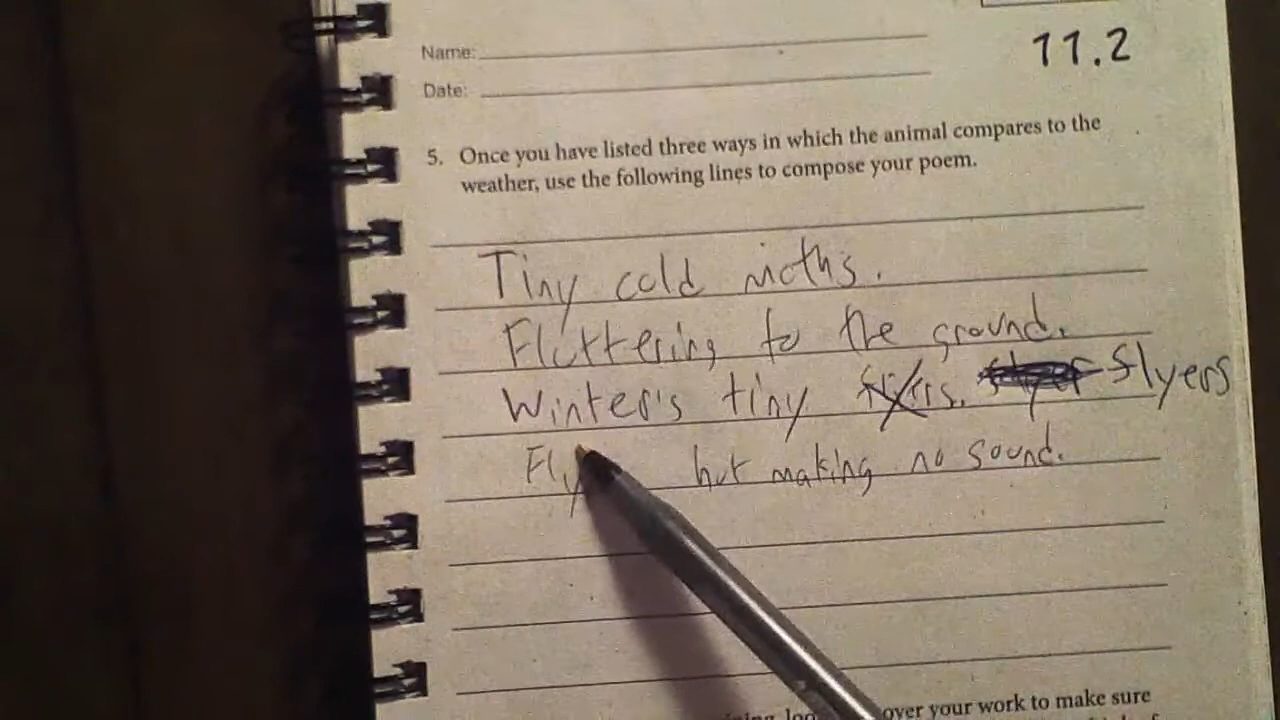 Name:
11.2
Date:
5. Once you have listed three ways in which the animal compares to the
weather, use the following lines to compose your poem.
Tiny cold moths.
Fluttering to the ground.
Winter's tiny flyers
Fly but making no sound.
over your work to make sure